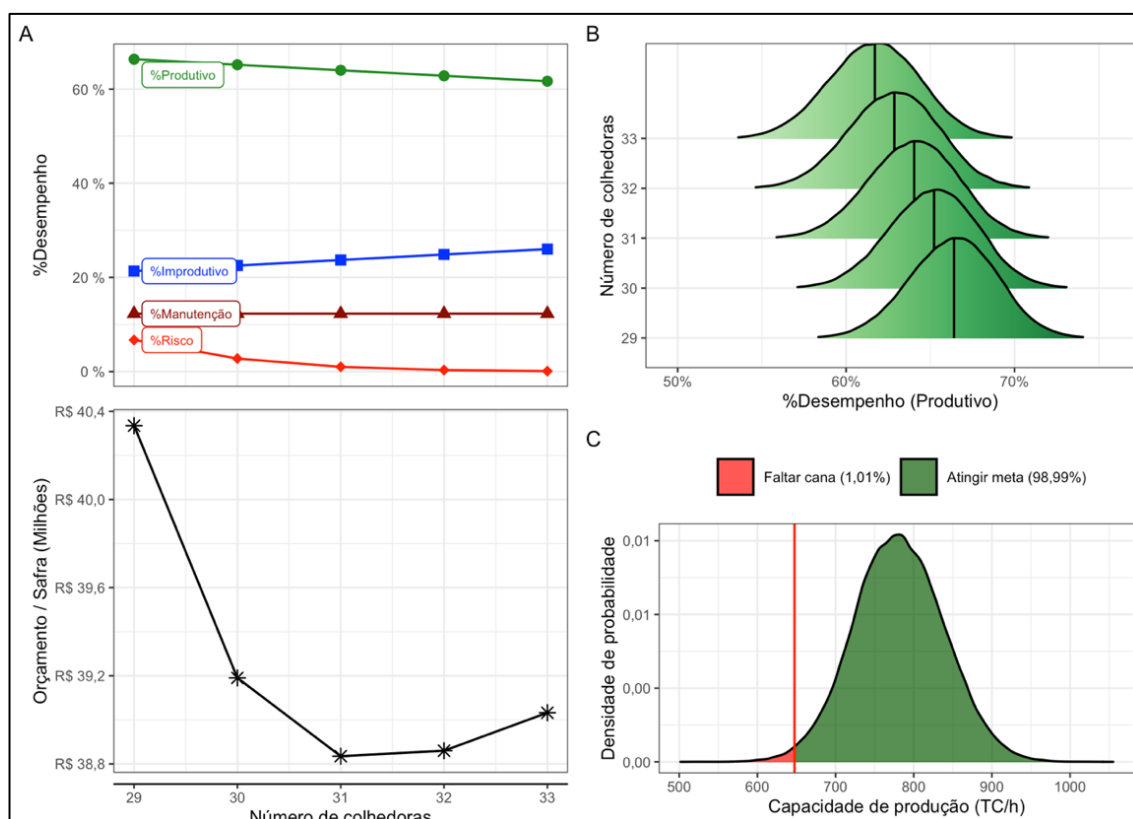 A
%Desempenho
60 %
40 %
20 %
0 %
%Produtivo
%Improdutivo
%Manutenção
%Risco
Orçamento / Safra (Milhões)
R$ 40,4
R$ 40,0
R$ 39,6
R$ 39,2
R$ 38,8
29 30 31 32 33
Número de colhedoras
B
Número de colhedoras
33
32
31
30
29
50% 60% 70%
%Desempenho (Produtivo)
C
Faltar cana (1,01%) Atingir meta (98,99%)
Densidade de probabilidade
0,01
0,01
0,00
0,00
500 600 700 800 900 1000
Capacidade de produção (TC/h)